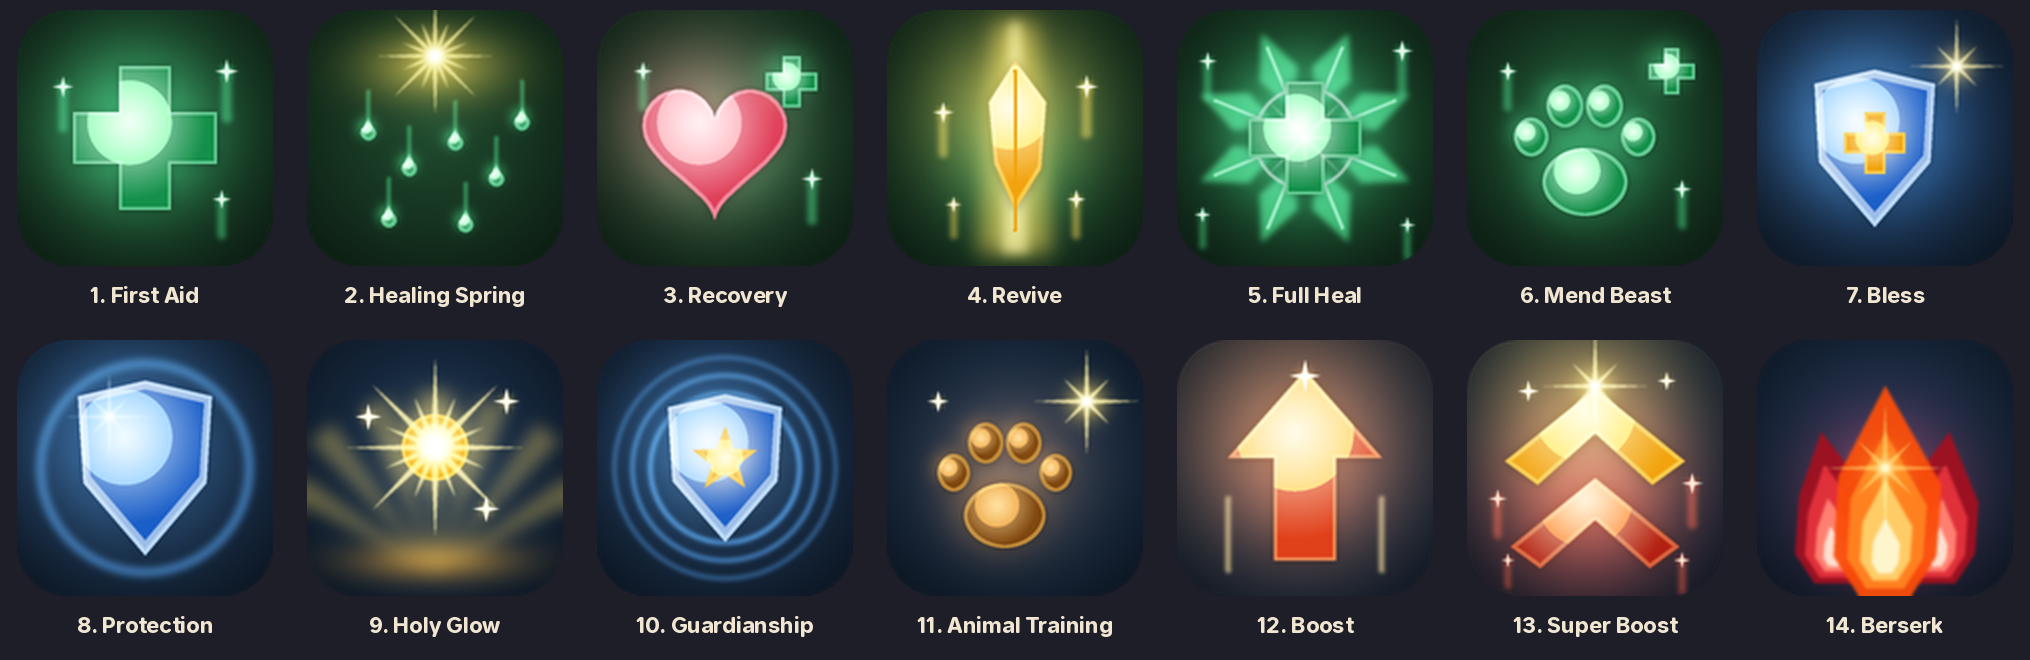 1. First Aid
2. Healing Spring
3. Recovery
4. Revive
5. Full Heal
6. Mend Beast
7. Bless
8. Protection
9. Holy Glow
10. Guardianship
11. Animal Training
12. Boost
13. Super Boost
14. Berserk